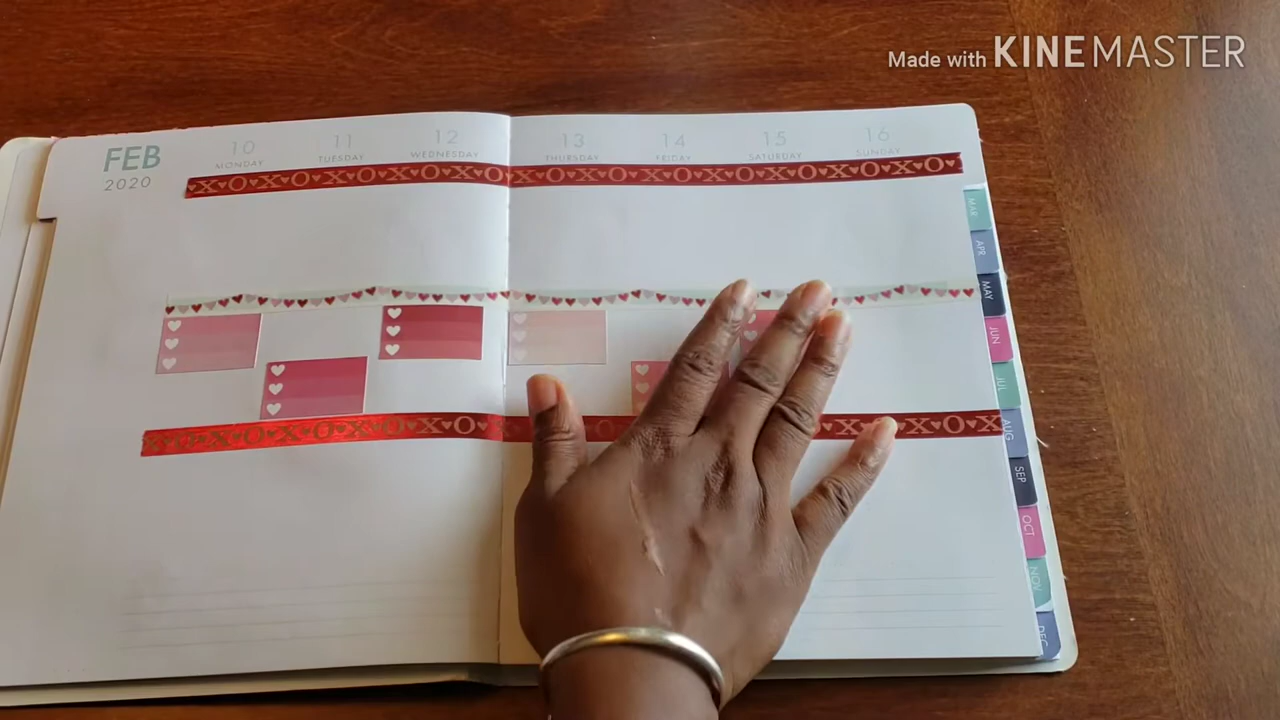 Made with KINEMASTER
FEB
2020
10
MONDAY
11
TUESDAY
12
WEDNESDAY
13
THURSDAY
14
FRIDAY
15
SATURDAY
16
SUNDAY
X O X O X O X O X O X O X O X O X O X O X O X O
MAR
APR
MAY
JUN
JUL
AUG
SEP
OCT
NOV
DEC